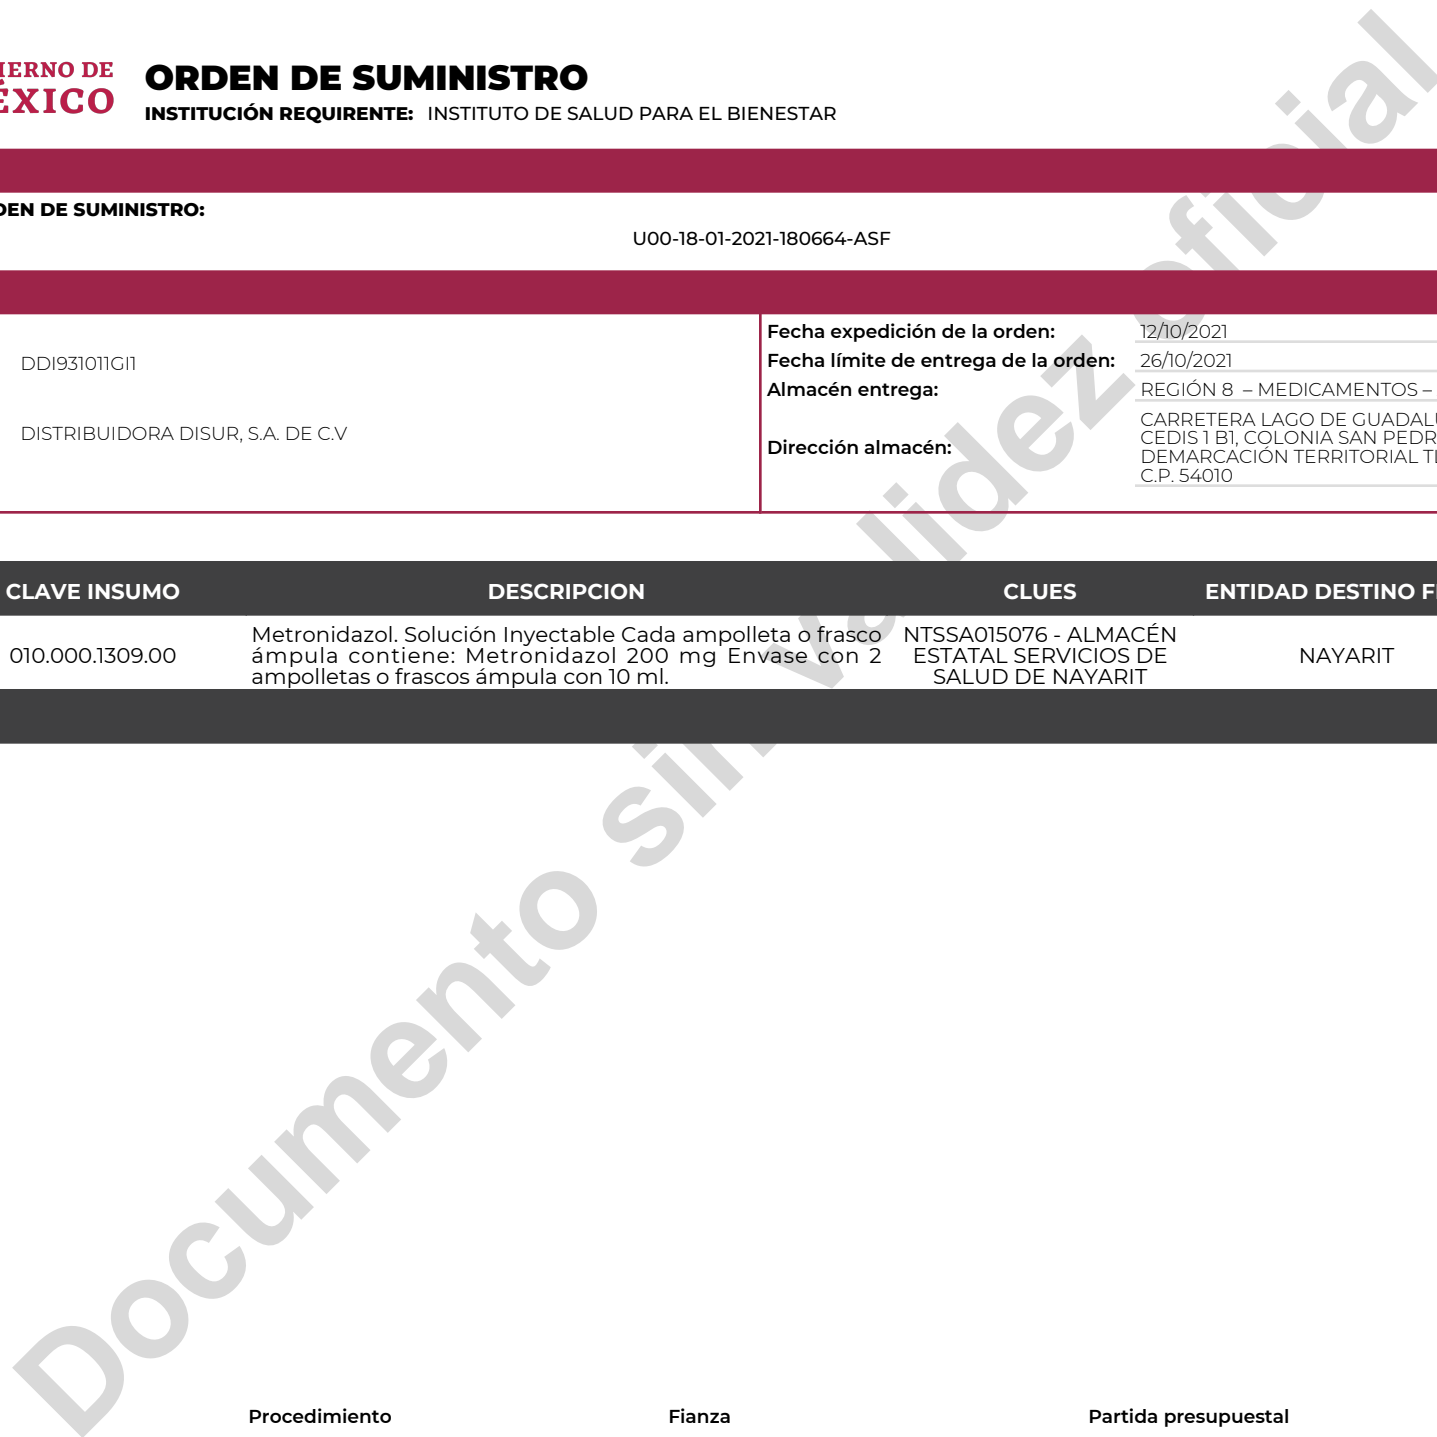 IERNO DE
ÉXICO
ORDEN DE SUMINISTRO
INSTITUCIÓN REQUIRENTE: INSTITUTO DE SALUD PARA EL BIENESTAR
DEN DE SUMINISTRO:
U00-18-01-2021-180664-ASF
DDI931011GI1
DISTRIBUIDORA DISUR, S.A. DE C.V
Fecha expedición de la orden: 12/10/2021
Fecha límite de entrega de la orden: 26/10/2021
Almacén entrega: REGIÓN 8 – MEDICAMENTOS –
Dirección almacén:
CARRETERA LAGO DE GUADALU
CEDIS 1 B1, COLONIA SAN PEDR
DEMARCACIÓN TERRITORIAL TL
C.P. 54010
CLAVE INSUMO DESCRIPCION CLUES ENTIDAD DESTINO F
010.000.1309.00
Metronidazol. Solución Inyectable Cada ampolleta o frasco
ámpula contiene: Metronidazol 200 mg Envase con 2
ampolletas o frascos ámpula con 10 ml.
NTSSA015076 - ALMACÉN
ESTATAL SERVICIOS DE
SALUD DE NAYARIT
NAYARIT
Documento sin validez oficial
Procedimiento Fianza Partida presupuestal